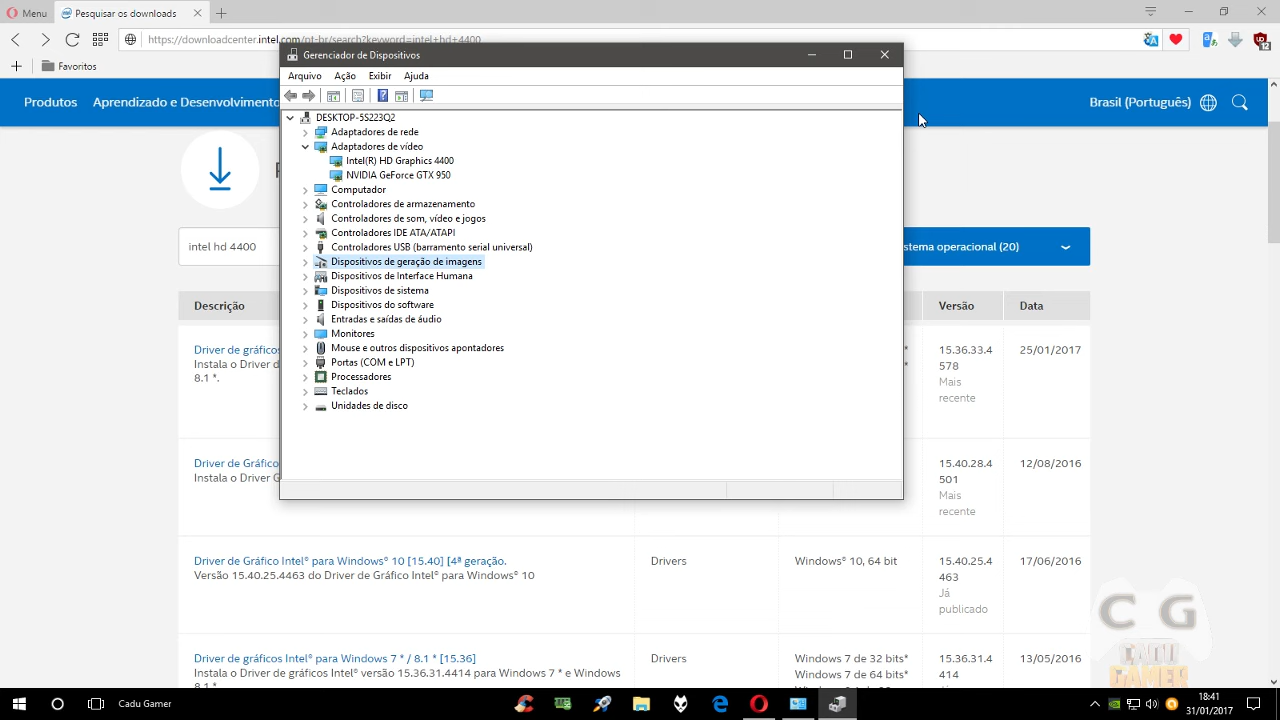 Menu
Pesquisar os downloads
https://downloadcenter.intel.com/pt-br/search?keyword=intel+hd+4400
12
Favoritos
Produtos
Aprendizado e Desenvolvimento
Brasil (Português)
Gerenciador de Dispositivos
Arquivo Ação Exibir Ajuda
DESKTOP-5S223Q2
Adaptadores de rede
Adaptadores de vídeo
Intel(R) HD Graphics 4400
NVIDIA GeForce GTX 950
Computador
Controladores de armazenamento
Controladores de som, vídeo e jogos
Controladores IDE ATA/ATAPI
Controladores USB (barramento serial universal)
Dispositivos de geração de imagens
Dispositivos de Interface Humana
Dispositivos de sistema
Dispositivos do software
Entradas e saídas de áudio
Monitores
Mouse e outros dispositivos apontadores
Portas (COM e LPT)
Processadores
Teclados
Unidades de disco
intel hd 4400
stema operacional (20)
Descrição
Versão
Data
Driver de gráficos
Instala o Driver de
8.1 *.
15.36.33.4
578
Mais
recente
25/01/2017
Driver de Gráfico
Instala o Driver G
15.40.28.4
501
Mais
recente
12/08/2016
Driver de Gráfico Intel® para Windows® 10 [15.40] [4ª geração.
Versão 15.40.25.4463 do Driver de Gráfico Intel® para Windows® 10
Drivers
Windows® 10, 64 bit
15.40.25.4
463
Já
publicado
17/06/2016
Driver de gráficos Intel® para Windows 7 * / 8.1 * [15.36]
Instala o driver de gráficos Intel® versão 15.36.31.4414 para Windows 7 * e Windows
8.1 *
Drivers
Windows 7 de 32 bits*
Windows 7 de 64 bits*
15.36.31.4
414
13/05/2016
C G
CADU
GAMER
Cadu Gamer
18:41
31/01/2017